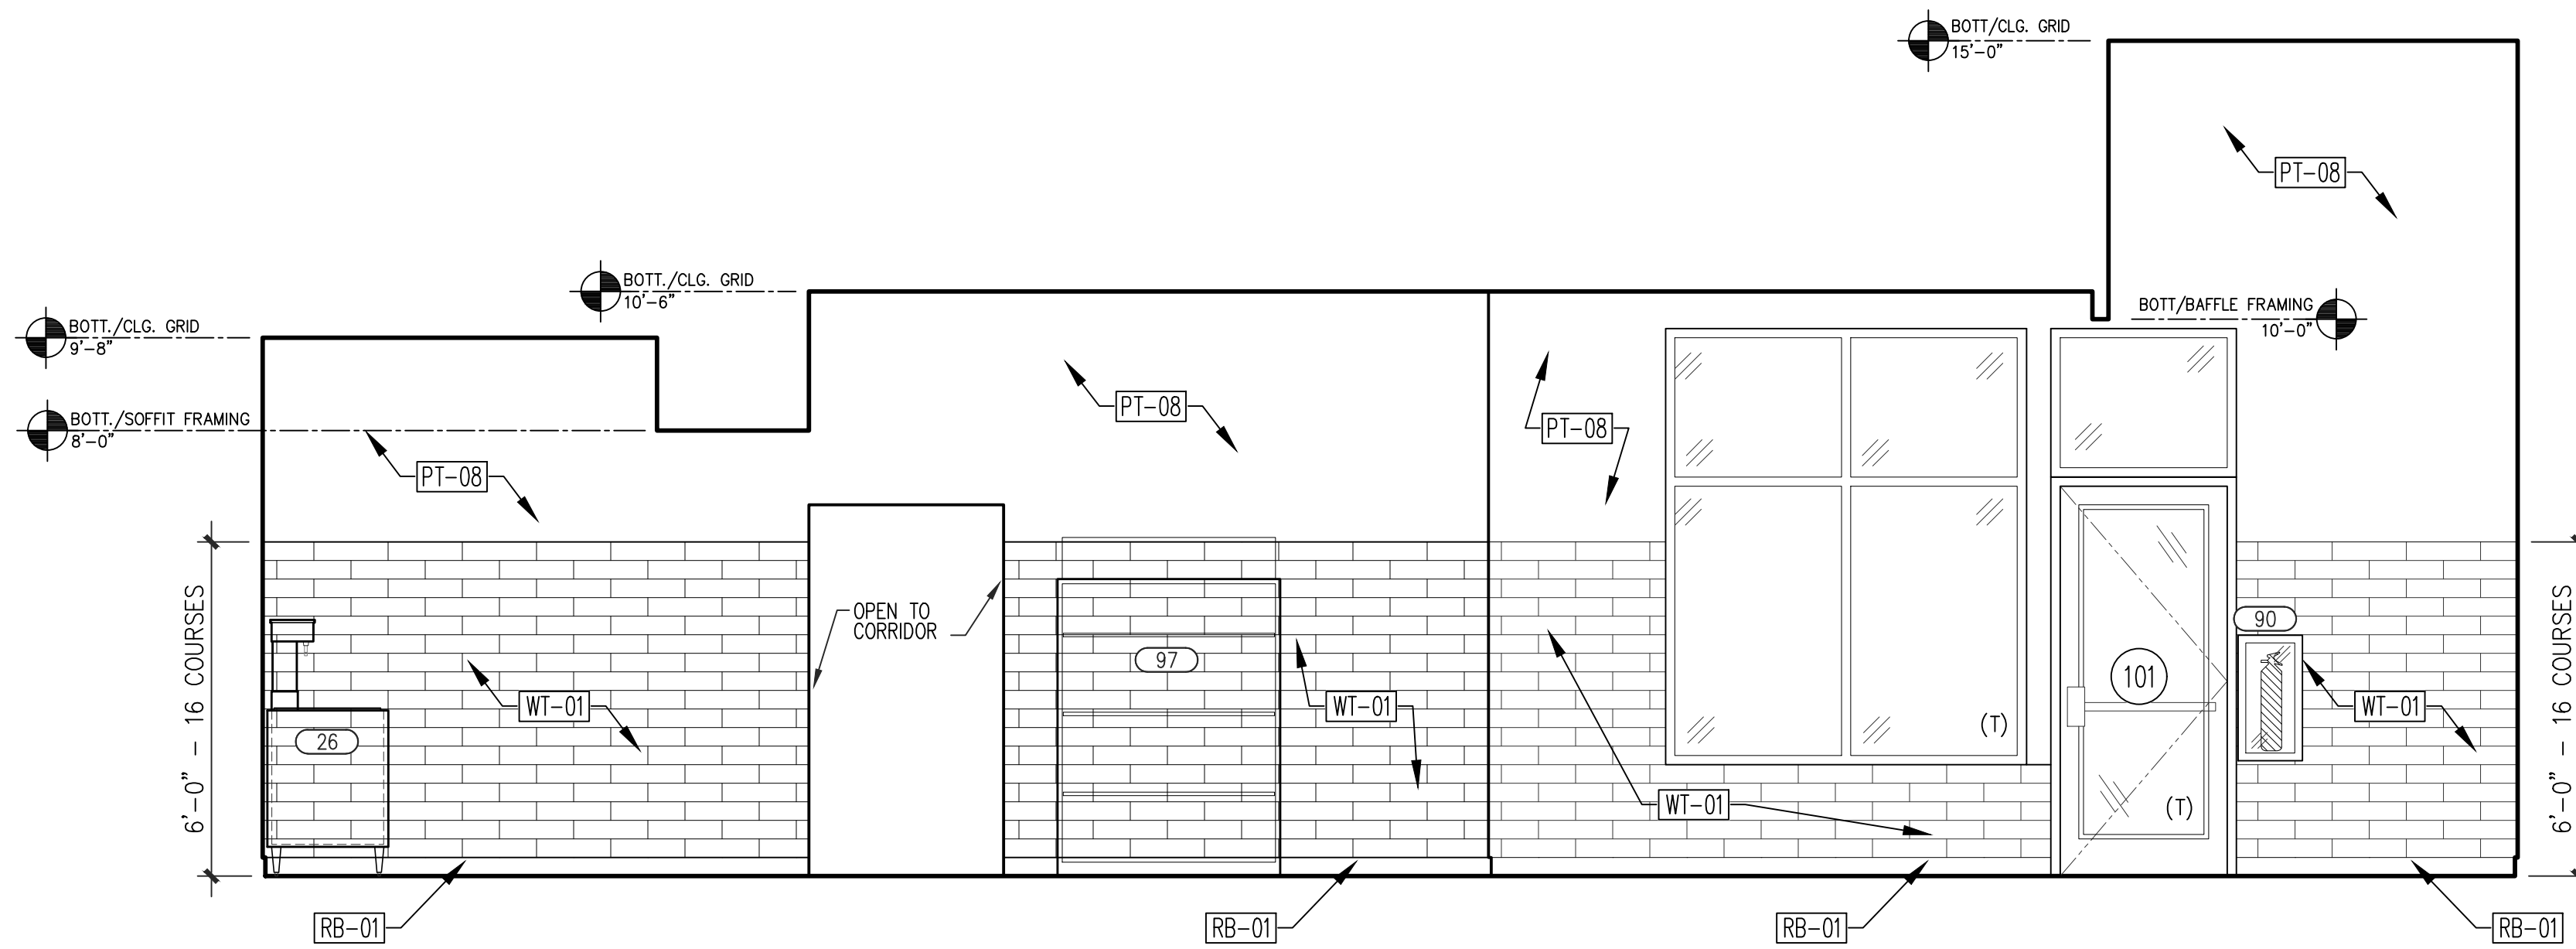 BOTT/CLG. GRID
15'-0"
PT-08
BOTT./CLG. GRID
10'-6"
BOTT/BAFFLE FRAMING
10'-0"
BOTT./CLG. GRID
9'-8"
BOTT./SOFFIT FRAMING
8'-0"
PT-08
PT-08
PT-08
6'-0" - 16 COURSES
OPEN TO
CORRIDOR
97
90
101
26
WT-01
WT-01
WT-01
(T)
WT-01
(T)
6'-0" - 16 COURSES
RB-01
RB-01
RB-01
RB-01